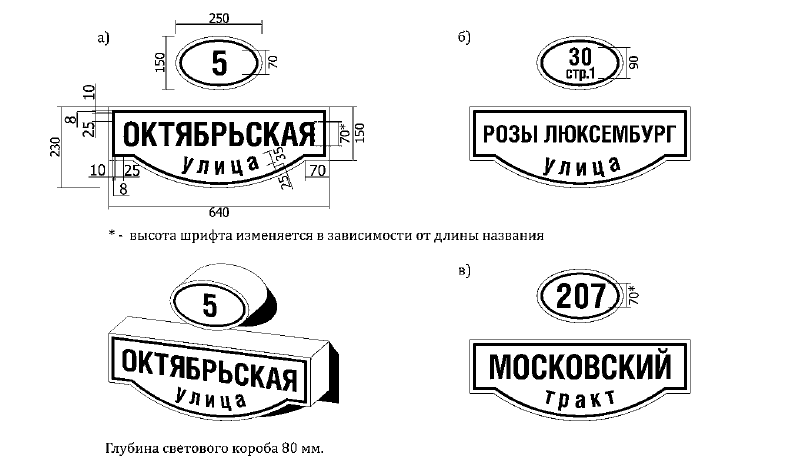 а)
250
150
5
70
10
8
25
230
ОКТЯБРЬСКАЯ
улица
70*
150
35
25
10
25
8
70
640
б)
30
стр.1
90
РОЗЫ ЛЮКСЕМБУРГ
улица
* - высота шрифта изменяется в зависимости от длины названия
5
ОКТЯБРЬСКАЯ
улица
в)
207
70*
МОСКОВСКИЙ
тракт
Глубина светового короба 80 мм.